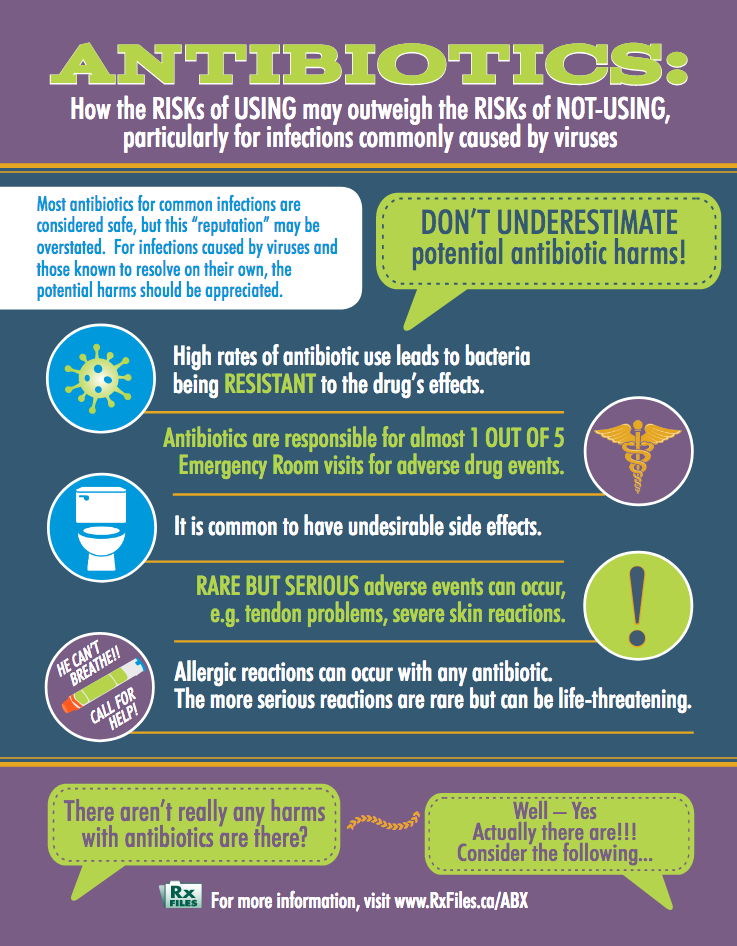 ANTIBIOTICS:
How the RISKs of USING may outweigh the RISKs of NOT-USING,
particularly for infections commonly caused by viruses
Most antibiotics for common infections are
considered safe, but this “reputation” may be
overstated. For infections caused by viruses and
those known to resolve on their own, the
potential harms should be appreciated.
DON’T UNDERESTIMATE
potential antibiotic harms!
High rates of antibiotic use leads to bacteria
being RESISTANT to the drug’s effects.
Antibiotics are responsible for almost 1 OUT OF 5
Emergency Room visits for adverse drug events.
It is common to have undesirable side effects.
RARE BUT SERIOUS adverse events can occur,
e.g. tendon problems, severe skin reactions.
HE CAN’T
BREATHE!!
CALL FOR
HELP!
Allergic reactions can occur with any antibiotic.
The more serious reactions are rare but can be life-threatening.
There aren’t really any harms
with antibiotics are there?
Well – Yes
Actually there are!!!
Consider the following...
Rx
FILES
For more information, visit www.RxFiles.ca/ABX